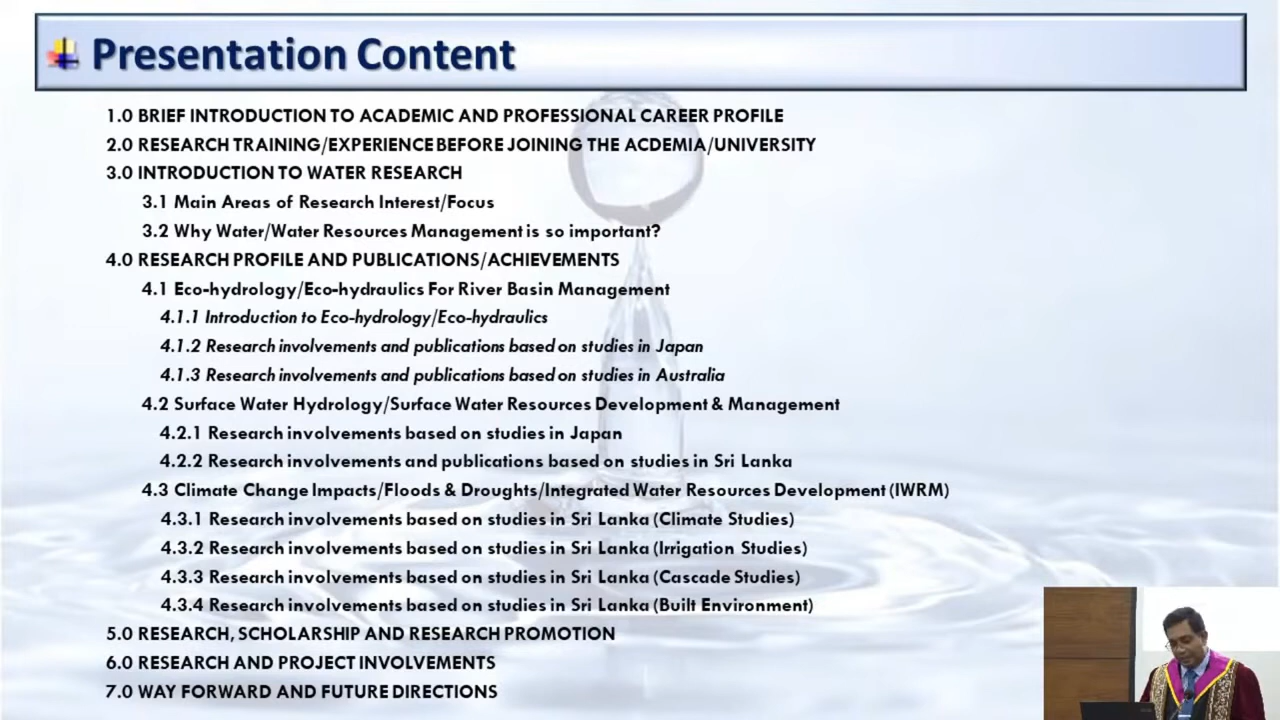 Presentation Content
1.0 BRIEF INTRODUCTION TO ACADEMIC AND PROFESSIONAL CAREER PROFILE
2.0 RESEARCH TRAINING/EXPERIENCE BEFORE JOINING THE ACDEMIA/UNIVERSITY
3.0 INTRODUCTION TO WATER RESEARCH
3.1 Main Areas of Research Interest/Focus
3.2 Why Water/Water Resources Management is so important?
4.0 RESEARCH PROFILE AND PUBLICATIONS/ACHIEVEMENTS
4.1 Eco-hydrology/Eco-hydraulics For River Basin Management
4.1.1 Introduction to Eco-hydrology/Eco-hydraulics
4.1.2 Research involvements and publications based on studies in Japan
4.1.3 Research involvements and publications based on studies in Australia
4.2 Surface Water Hydrology/Surface Water Resources Development & Management
4.2.1 Research involvements based on studies in Japan
4.2.2 Research involvements and publications based on studies in Sri Lanka
4.3 Climate Change Impacts/Floods & Droughts/Integrated Water Resources Development (IWRM)
4.3.1 Research involvements based on studies in Sri Lanka (Climate Studies)
4.3.2 Research involvements based on studies in Sri Lanka (Irrigation Studies)
4.3.3 Research involvements based on studies in Sri Lanka (Cascade Studies)
4.3.4 Research involvements based on studies in Sri Lanka (Built Environment)
5.0 RESEARCH, SCHOLARSHIP AND RESEARCH PROMOTION
6.0 RESEARCH AND PROJECT INVOLVEMENTS
7.0 WAY FORWARD AND FUTURE DIRECTIONS